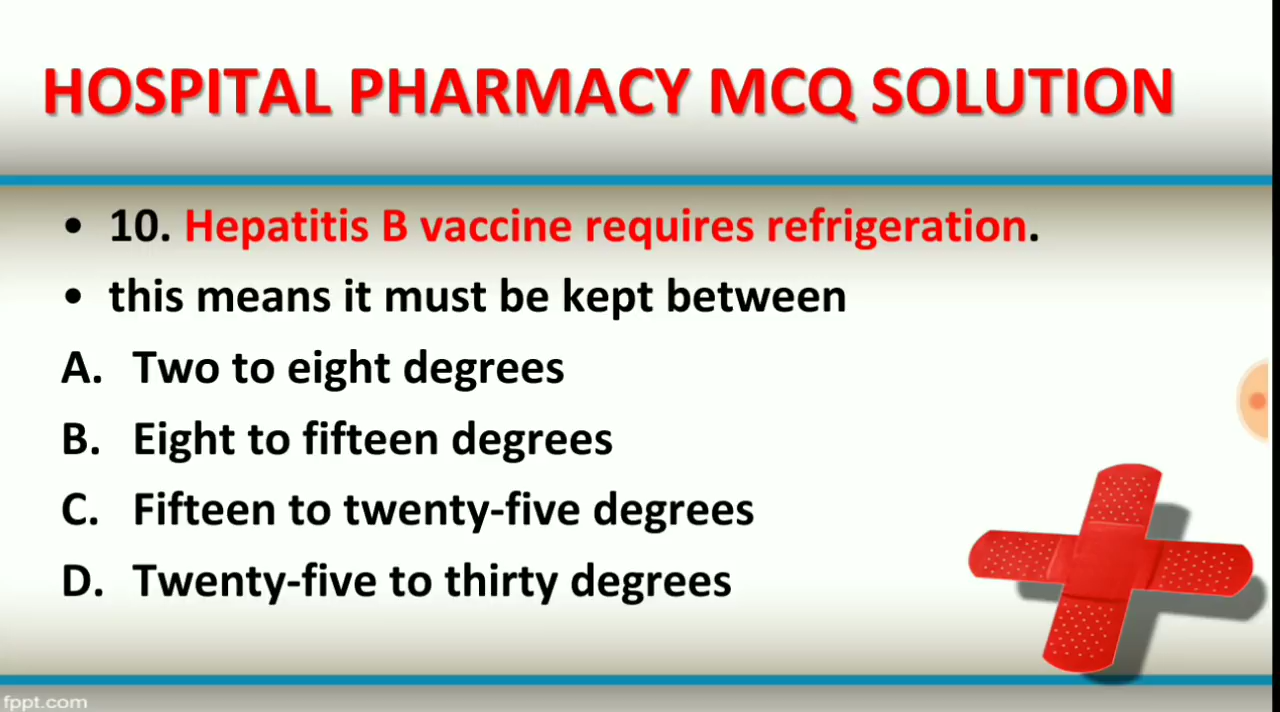 HOSPITAL PHARMACY MCQ SOLUTION
• 10. Hepatitis B vaccine requires refrigeration.
• this means it must be kept between
A. Two to eight degrees
B. Eight to fifteen degrees
C. Fifteen to twenty-five degrees
D. Twenty-five to thirty degrees
fppt.com